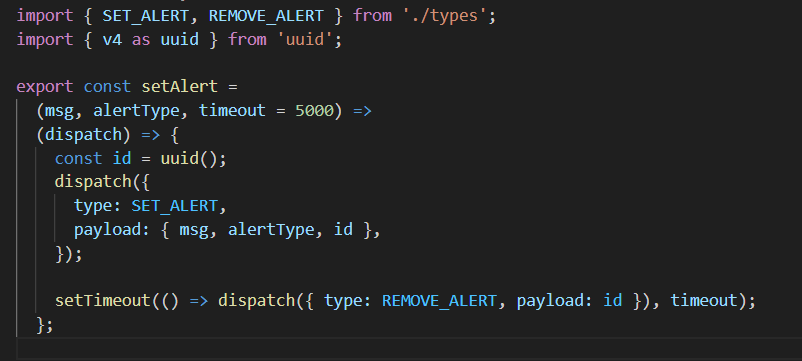 import { SET_ALERT, REMOVE_ALERT } from './types';
import { v4 as uuid } from 'uuid';

export const setAlert =
  (msg, alertType, timeout = 5000) =>
  (dispatch) => {
    const id = uuid();
    dispatch({
      type: SET_ALERT,
      payload: { msg, alertType, id },
    });

    setTimeout(() => dispatch({ type: REMOVE_ALERT, payload: id }), timeout);
  };